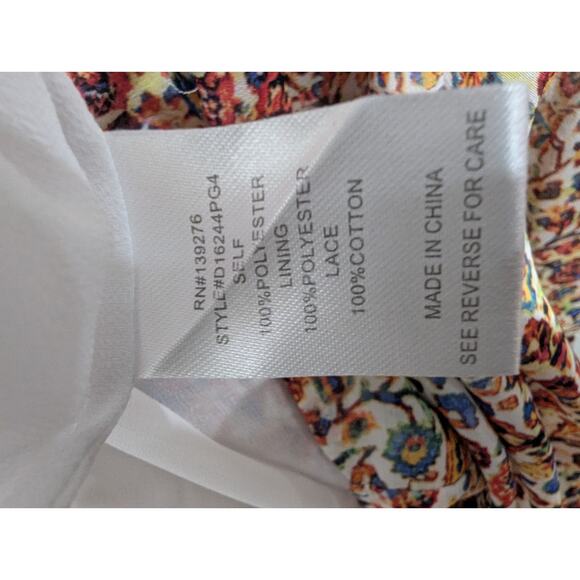 RN#139276
STYLE#D16244PG4
SELF
100%POLYESTER
LINING
100%POLYESTER
LACE
100%COTTON
MADE IN CHINA
SEE REVERSE FOR CARE